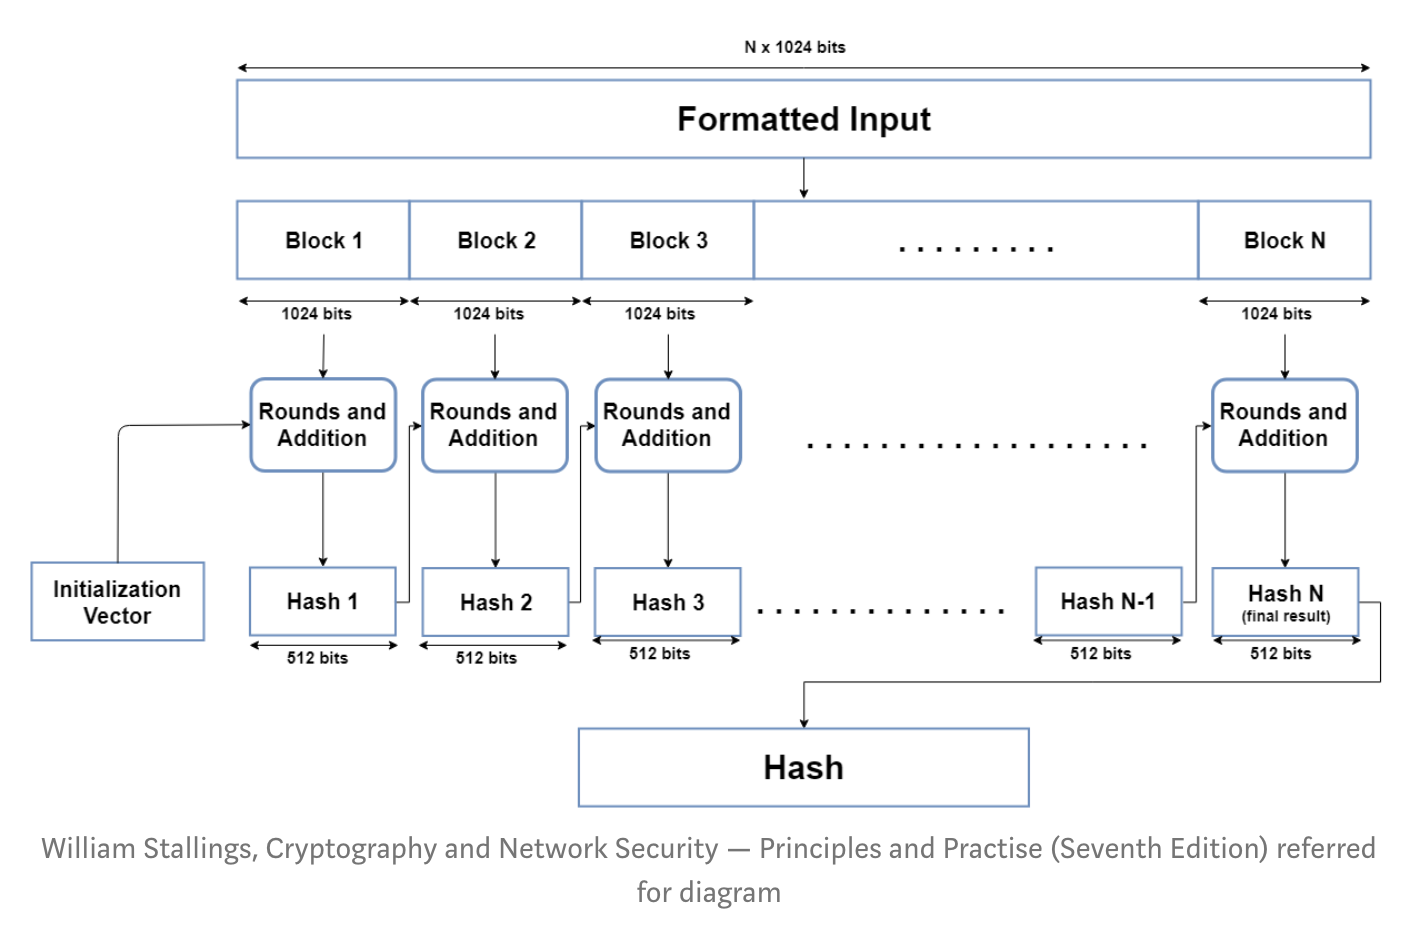 N x 1024 bits
Formatted Input
Block 1
Block 2
Block 3
. . . . . . . . .
Block N
1024 bits
1024 bits
1024 bits
1024 bits
Rounds and
Addition
Rounds and
Addition
Rounds and
Addition
. . . . . . . . . . . . . . . . . . .
Rounds and
Addition
Initialization
Vector
Hash 1
Hash 2
Hash 3
. . . . . . . . . . . . . .
Hash N-1
Hash N
(final result)
512 bits
512 bits
512 bits
512 bits
512 bits
Hash
William Stallings, Cryptography and Network Security — Principles and Practise (Seventh Edition) referred
for diagram